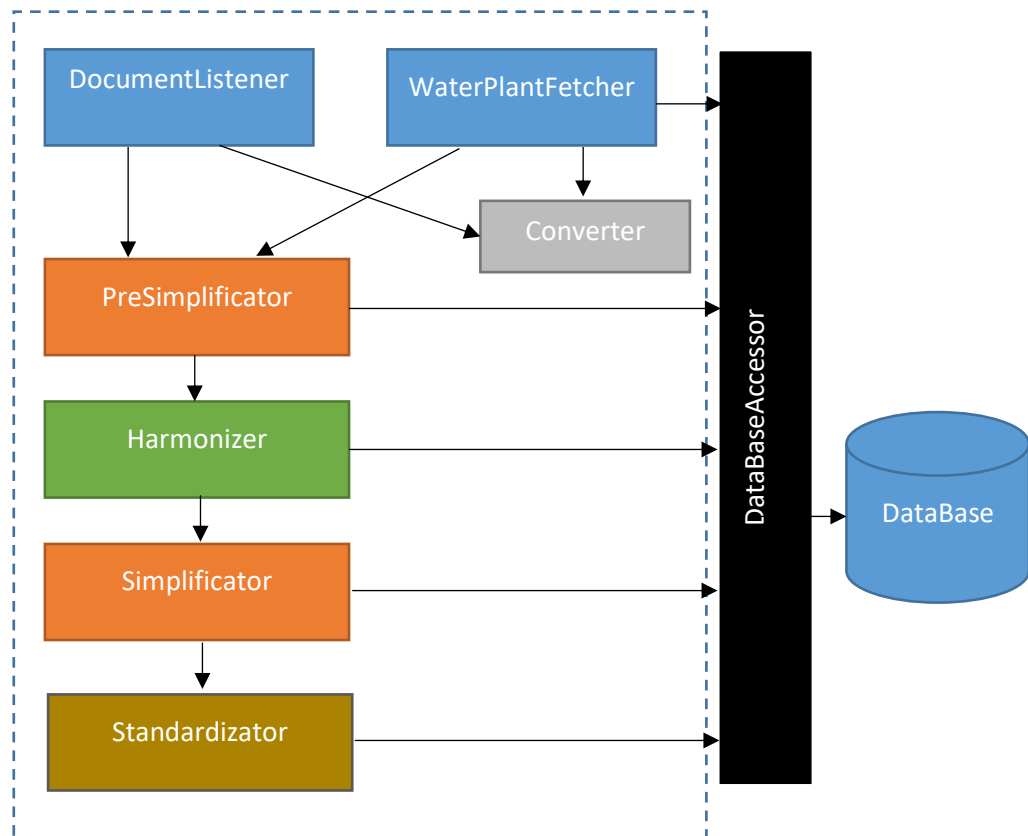 DocumentListener
WaterPlantFetcher
Converter
PreSimplificator
Harmonizer
Simplificator
Standardizator
DataBaseAccessor
DataBase